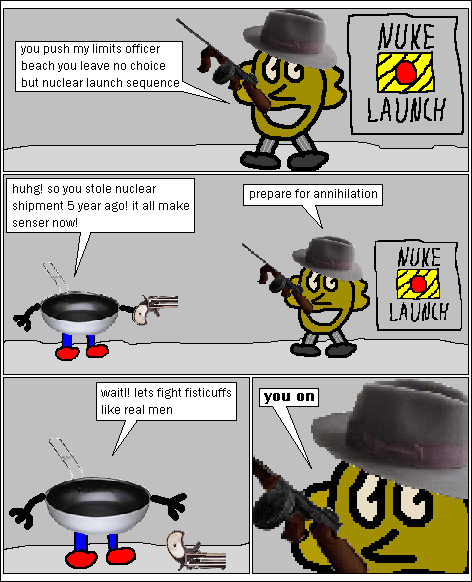 you push my limits officer
beach you leave no choice
but nuclear launch sequence
NUKE
LAUNCH
huhg! so you stole nuclear
shipment 5 year ago! it all make
senser now!
prepare for annihilation
NUKE
LAUNCH
wait!! lets fight fisticuffs
like real men
you on